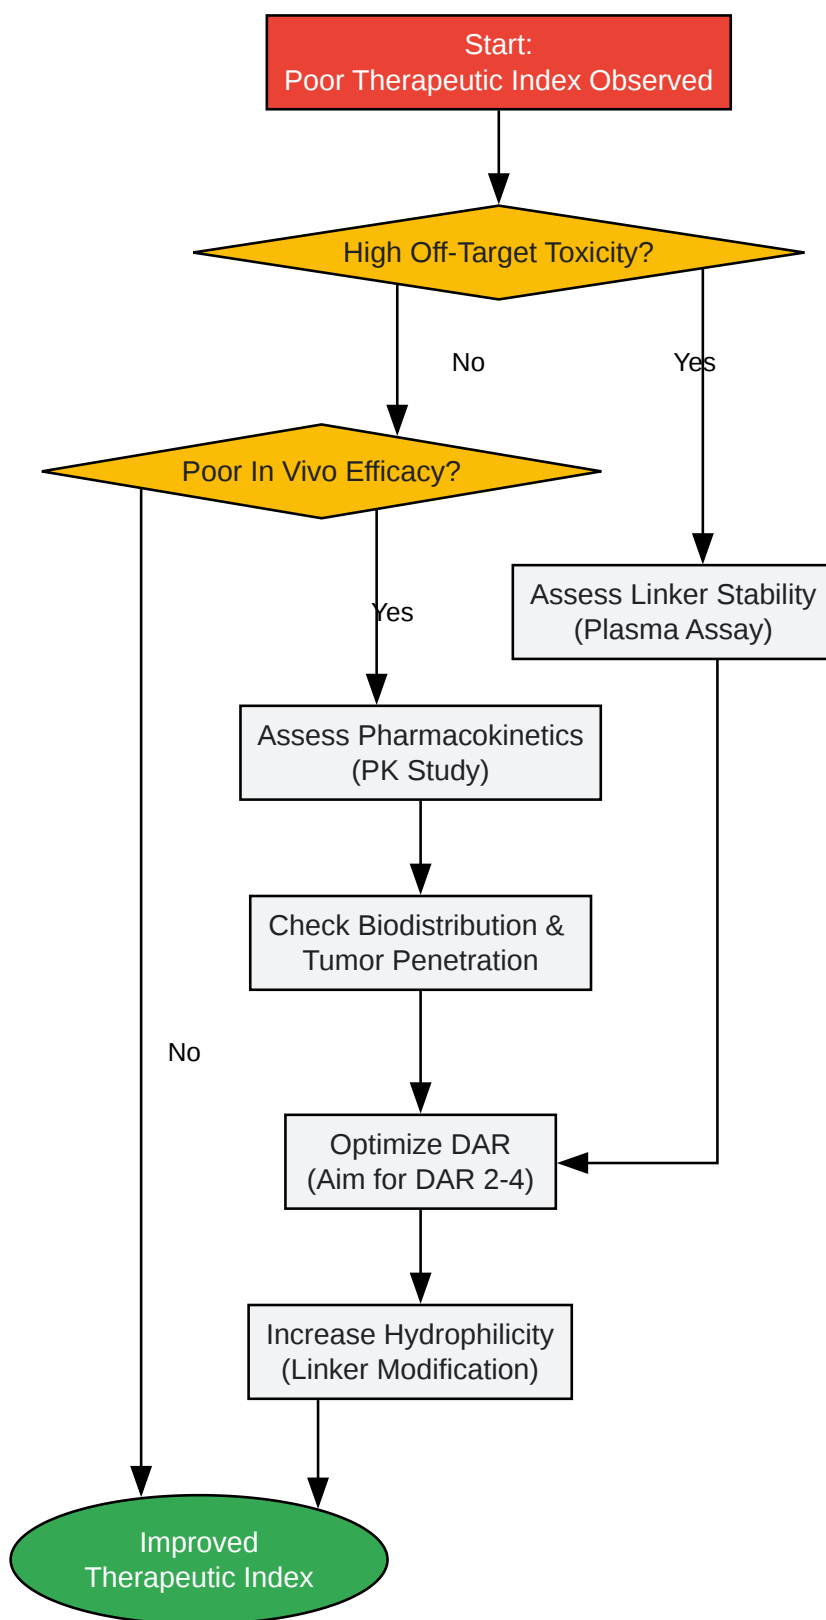 Start:
Poor Therapeutic Index Observed
High Off-Target Toxicity?
No
Yes
Poor In Vivo Efficacy?
Assess Linker Stability
(Plasma Assay)
Yes
Assess Pharmacokinetics
(PK Study)
Check Biodistribution &
Tumor Penetration
No
Optimize DAR
(Aim for DAR 2-4)
Increase Hydrophilicity
(Linker Modification)
Improved
Therapeutic Index